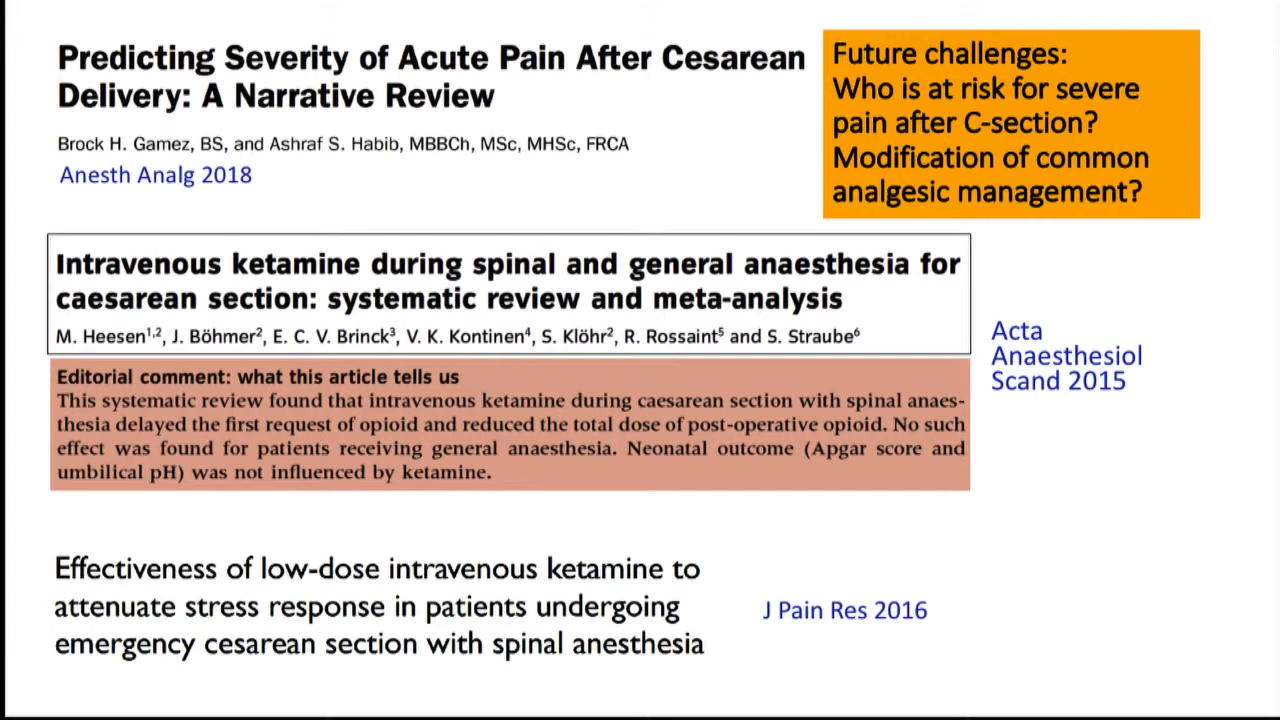 Predicting Severity of Acute Pain After Cesarean
Delivery: A Narrative Review
Brock H. Gamez, BS, and Ashraf S. Habib, MBBCh, MSc, MHSc, FRCA
Anesth Analg 2018
Future challenges:
Who is at risk for severe
pain after C-section?
Modification of common
analgesic management?
Intravenous ketamine during spinal and general anaesthesia for
caesarean section: systematic review and meta-analysis
M. Heesen¹,², J. Böhmer², E. C. V. Brinck³, V. K. Kontinen⁴, S. Klöhr², R. Rossaint⁵ and S. Straube⁶
Acta
Anaesthesiol
Scand 2015
Editorial comment: what this article tells us
This systematic review found that intravenous ketamine during caesarean section with spinal anaes-
thesia delayed the first request of opioid and reduced the total dose of post-operative opioid. No such
effect was found for patients receiving general anaesthesia. Neonatal outcome (Apgar score and
umbilical pH) was not influenced by ketamine.
Effectiveness of low-dose intravenous ketamine to
attenuate stress response in patients undergoing
emergency cesarean section with spinal anesthesia
J Pain Res 2016